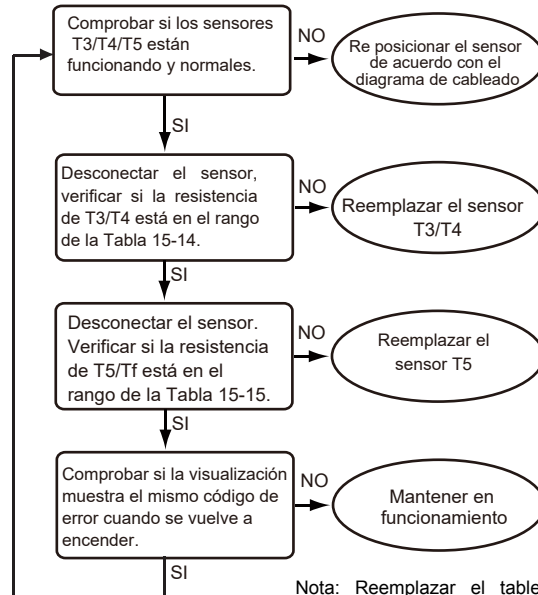 Comprobar si los sensores
T3/T4/T5 están
funcionando y normales.
NO
Re posicionar el sensor
de acuerdo con el
diagrama de cableado
SI
Desconectar el sensor,
verificar si la resistencia
de T3/T4 está en el rango
de la Tabla 15-14.
NO
Reemplazar el sensor
T3/T4
SI
Desconectar el sensor.
Verificar si la resistencia
de T5/Tf está en el
rango de la Tabla 15-15.
NO
Reemplazar el
sensor T5
SI
Comprobar si la visualización
muestra el mismo código de
error cuando se vuelve a
encender.
NO
Mantener en
funcionamiento
SI
Nota: Reemplazar el table